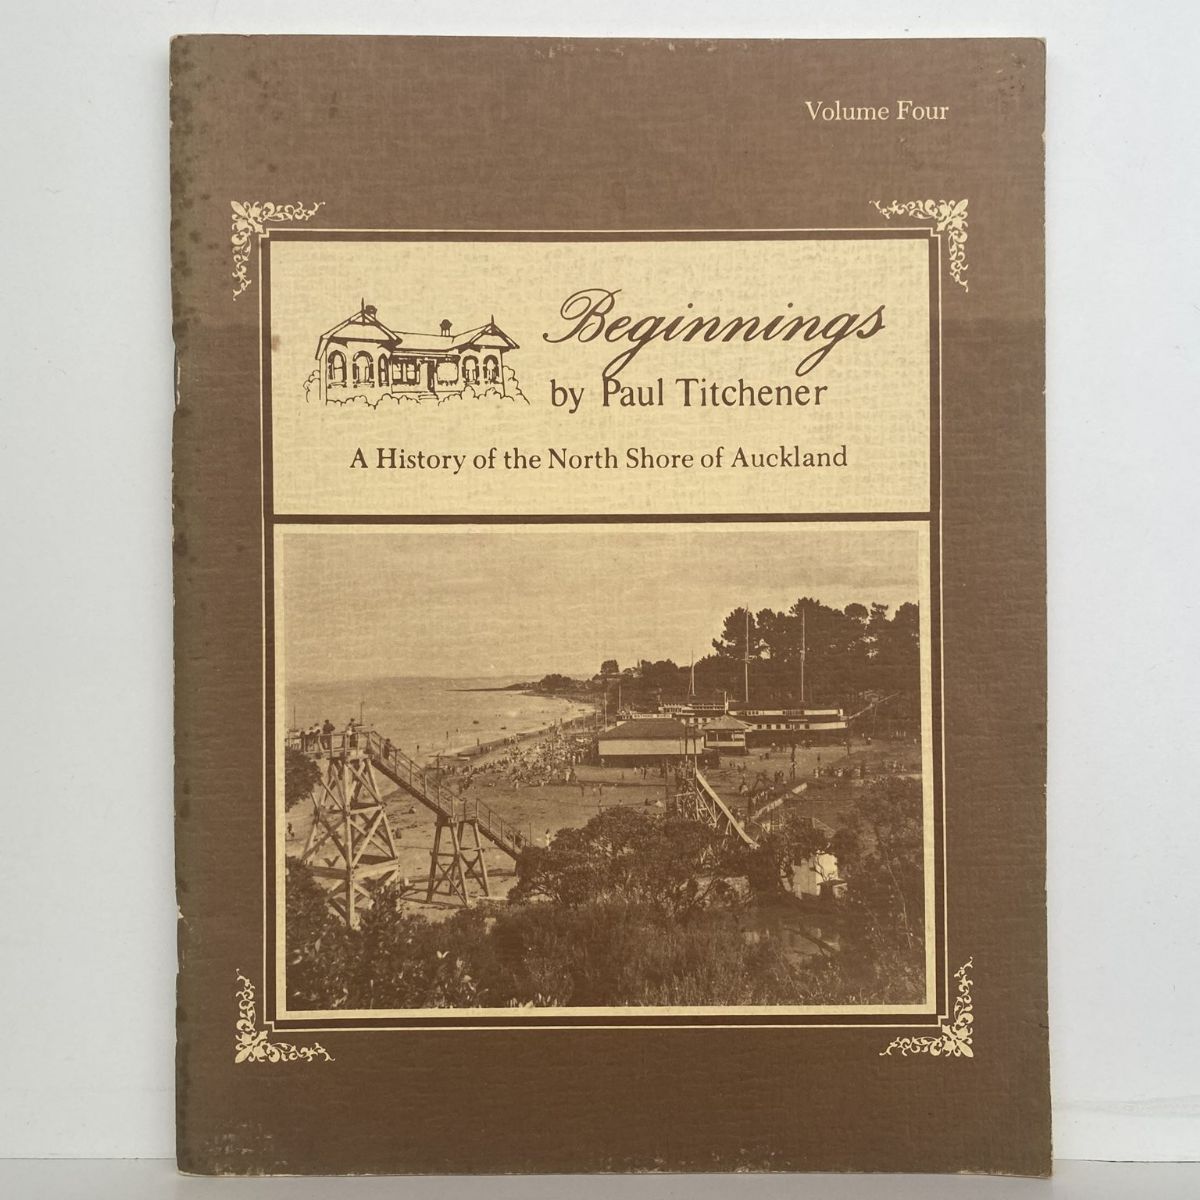 Volume Four
Beginnings
by Paul Titchener
A History of the North Shore of Auckland